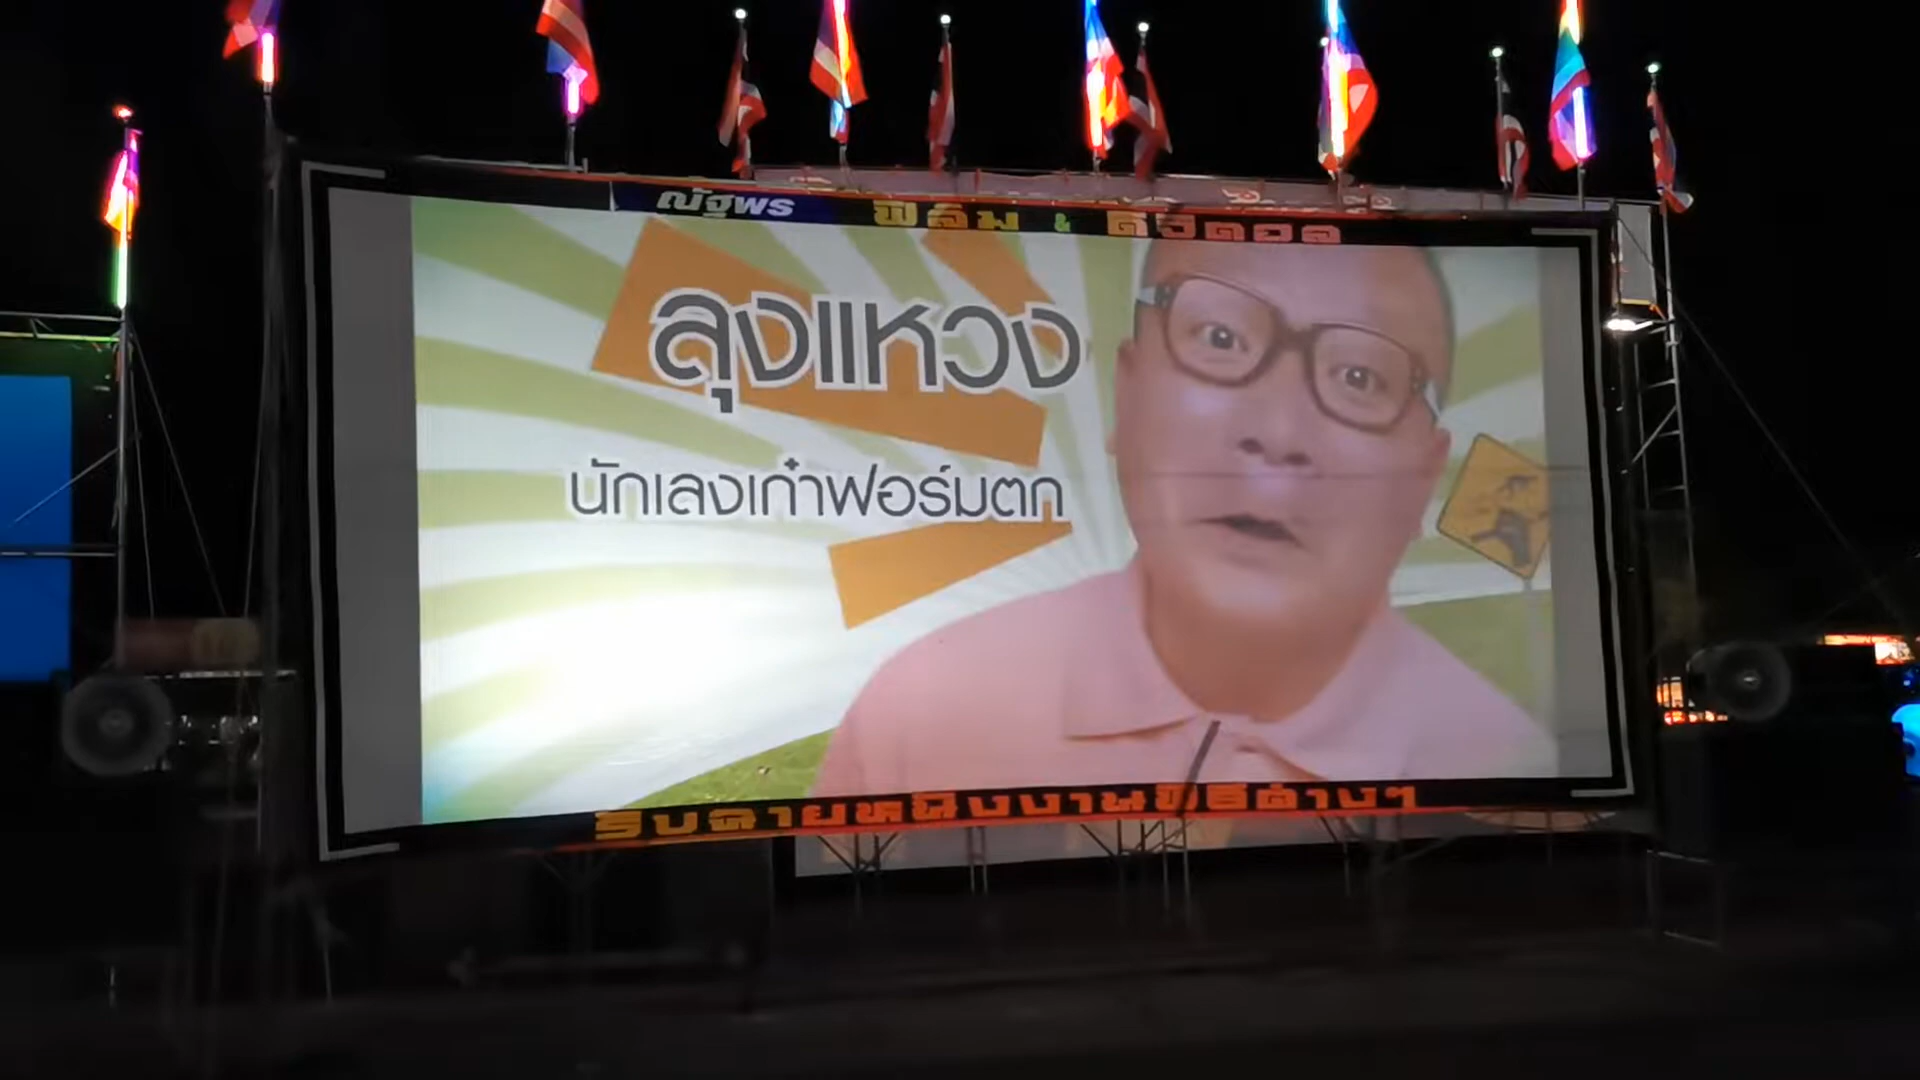 ณัฐพร ฟิล์ม & ดิจิตอล
ลุงแหวง
นักเลงเก๋าฟอร์มตก
รับฉายหนังงานพิธีต่างๆ